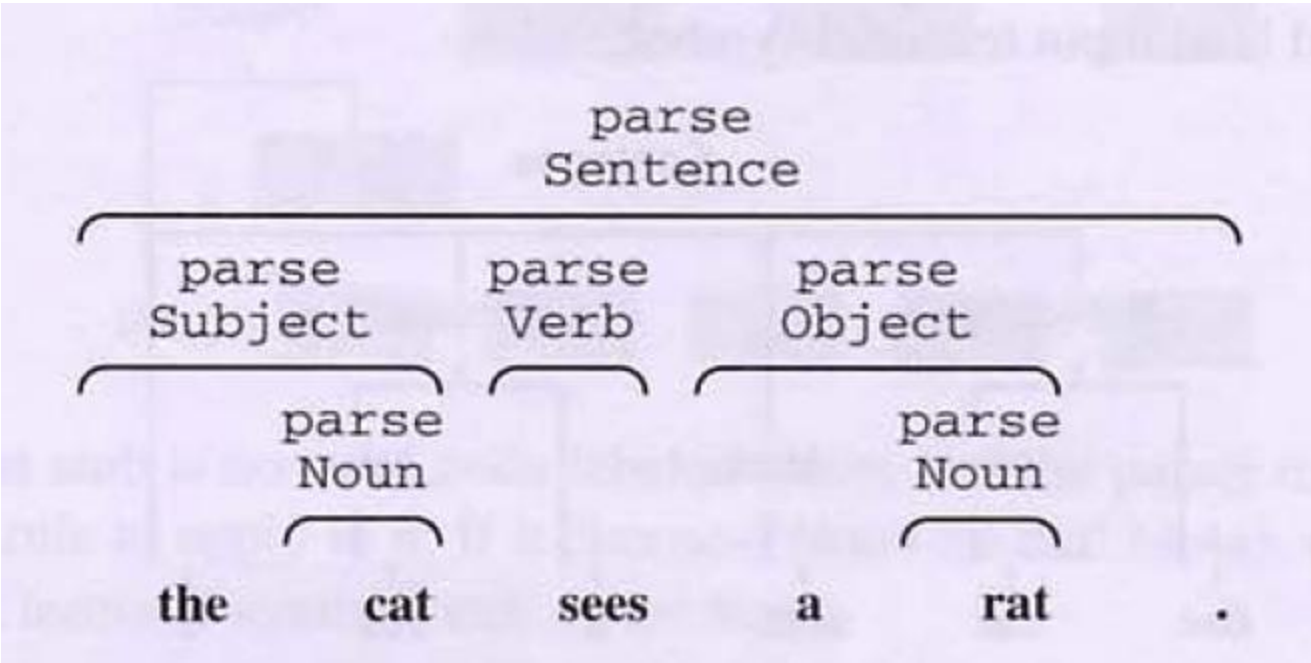 parse
Sentence
parse parse parse
Subject Verb Object
parse parse
Noun Noun
the cat sees a rat .